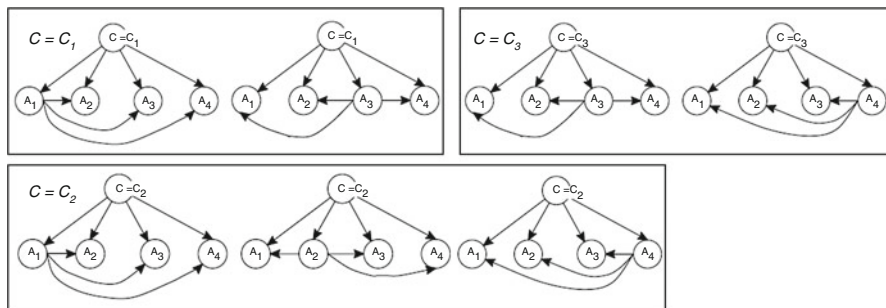 C = C₁
C =C₁
A₁ A₂ A₃ A₄
C =C₁
A₁ A₂ A₃ A₄
C = C₃
C =C₃
A₁ A₂ A₃ A₄
C =C₃
A₁ A₂ A₃ A₄
C = C₂
C =C₂
A₁ A₂ A₃ A₄
C =C₂
A₁ A₂ A₃ A₄
C =C₂
A₁ A₂ A₃ A₄